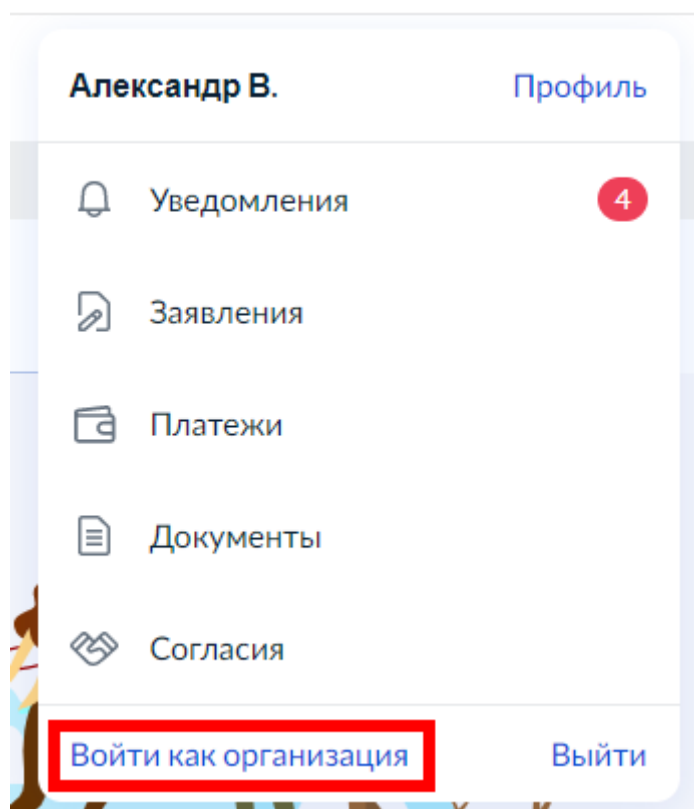 Александр В. Профиль
Уведомления 4
Заявления
Платежи
Документы
Согласия
Войти как организация Выйти